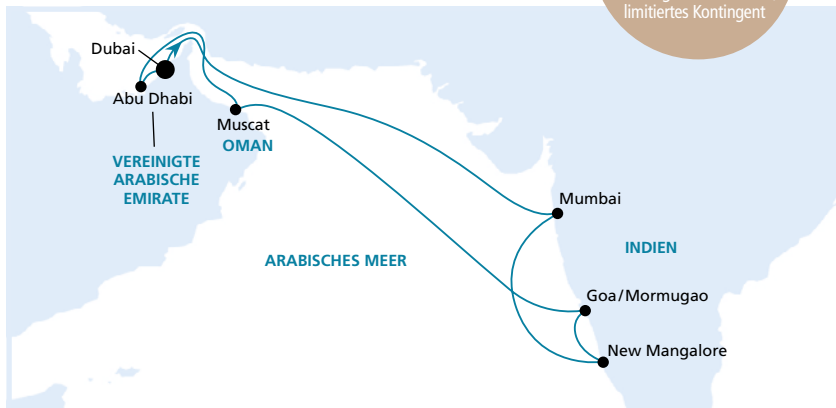 limitiertes Kontingent
Dubai
Abu Dhabi
Muscat
OMAN
VEREINIGTE
ARABISCHE
EMIRATE
Mumbai
ARABISCHES MEER
INDIEN
Goa/Mormugao
New Mangalore